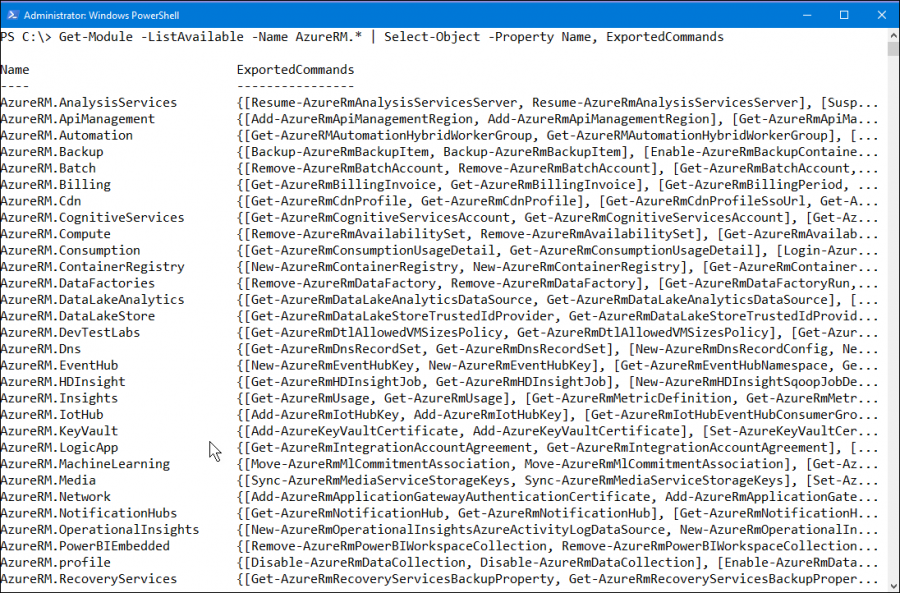 Administrator: Windows PowerShell
PS C:\> Get-Module -ListAvailable -Name AzureRM.* | Select-Object -Property Name, ExportedCommands
Name ExportedCommands
---- ----------------
AzureRM.AnalysisServices {[Resume-AzureRmAnalysisServicesServer, Resume-AzureRmAnalysisServicesServer], [Susp...
AzureRM.ApiManagement {[Add-AzureRmApiManagementRegion, Add-AzureRmApiManagementRegion], [Get-AzureRmApiMa...
AzureRM.Automation {[Get-AzureRMAutomationHybridWorkerGroup, Get-AzureRMAutomationHybridWorkerGroup], [...
AzureRM.Backup {[Backup-AzureRmBackupItem, Backup-AzureRmBackupItem], [Enable-AzureRmBackupContaine...
AzureRM.Batch {[Remove-AzureRmBatchAccount, Remove-AzureRmBatchAccount], [Get-AzureRmBatchAccount,...
AzureRM.Billing {[Get-AzureRmBillingInvoice, Get-AzureRmBillingInvoice], [Get-AzureRmBillingPeriod, ...
AzureRM.Cdn {[Get-AzureRmCdnProfile, Get-AzureRmCdnProfile], [Get-AzureRmCdnProfileSsoUrl, Get-A...
AzureRM.CognitiveServices {[Get-AzureRmCognitiveServicesAccount, Get-AzureRmCognitiveServicesAccount], [Get-Az...
AzureRM.Compute {[Remove-AzureRmAvailabilitySet, Remove-AzureRmAvailabilitySet], [Get-AzureRmAvailab...
AzureRM.Consumption {[Get-AzureRmConsumptionUsageDetail, Get-AzureRmConsumptionUsageDetail], [Login-Azur...
AzureRM.ContainerRegistry {[New-AzureRmContainerRegistry, New-AzureRmContainerRegistry], [Get-AzureRmContainer...
AzureRM.DataFactories {[Remove-AzureRmDataFactory, Remove-AzureRmDataFactory], [Get-AzureRmDataFactoryRun,...
AzureRM.DataLakeAnalytics {[Get-AzureRmDataLakeAnalyticsDataSource, Get-AzureRmDataLakeAnalyticsDataSource], [...
AzureRM.DataLakeStore {[Get-AzureRmDataLakeStoreTrustedIdProvider, Get-AzureRmDataLakeStoreTrustedIdProvid...
AzureRM.DevTestLabs {[Get-AzureRmDtlAllowedVMSizesPolicy, Get-AzureRmDtlAllowedVMSizesPolicy], [Get-Azur...
AzureRM.Dns {[Get-AzureRmDnsRecordSet, Get-AzureRmDnsRecordSet], [New-AzureRmDnsRecordConfig, Ne...
AzureRM.EventHub {[New-AzureRmEventHubKey, New-AzureRmEventHubKey], [Get-AzureRmEventHubNamespace, Ge...
AzureRM.HDInsight {[Get-AzureRmHDInsightJob, Get-AzureRmHDInsightJob], [New-AzureRmHDInsightSqoopJobDe...
AzureRM.Insights {[Get-AzureRmUsage, Get-AzureRmUsage], [Get-AzureRmMetricDefinition, Get-AzureRmMetr...
AzureRM.IotHub {[Add-AzureRmIotHubKey, Add-AzureRmIotHubKey], [Get-AzureRmIotHubEventHubConsumerGro...
AzureRM.KeyVault {[Add-AzureKeyVaultCertificate, Add-AzureKeyVaultCertificate], [Set-AzureKeyVaultCer...
AzureRM.LogicApp {[Get-AzureRmIntegrationAccountAgreement, Get-AzureRmIntegrationAccountAgreement], [...
AzureRM.MachineLearning {[Move-AzureRmMlCommitmentAssociation, Move-AzureRmMlCommitmentAssociation], [Get-Az...
AzureRM.Media {[Sync-AzureRmMediaServiceStorageKeys, Sync-AzureRmMediaServiceStorageKeys], [Set-Az...
AzureRM.Network {[Add-AzureRmApplicationGatewayAuthenticationCertificate, Add-AzureRmApplicationGate...
AzureRM.NotificationHubs {[Get-AzureRmNotificationHub, Get-AzureRmNotificationHub], [Get-AzureRmNotificationH...
AzureRM.OperationalInsights {[New-AzureRmOperationalInsightsAzureActivityLogDataSource, New-AzureRmOperationalIn...
AzureRM.PowerBIEmbedded {[Remove-AzureRmPowerBIWorkspaceCollection, Remove-AzureRmPowerBIWorkspaceCollection...
AzureRM.profile {[Disable-AzureRmDataCollection, Disable-AzureRmDataCollection], [Enable-AzureRmData...
AzureRM.RecoveryServices {[Get-AzureRmRecoveryServicesBackupProperty, Get-AzureRmRecoveryServicesBackupProper...